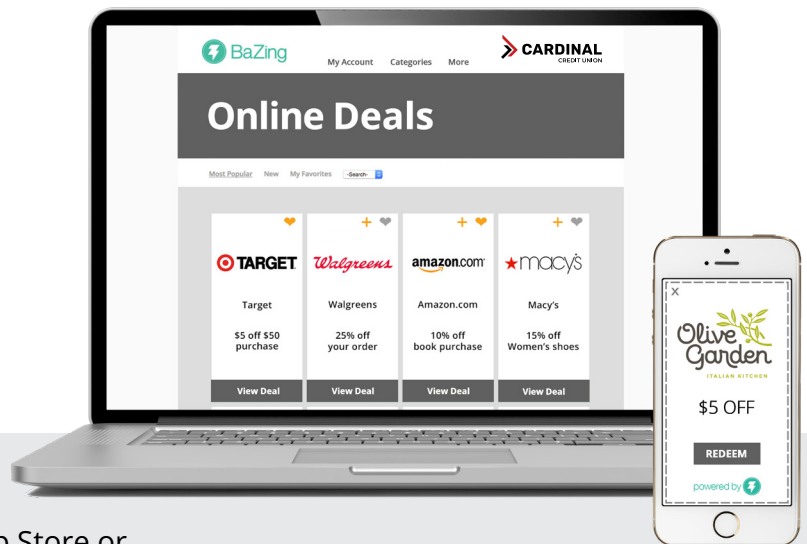 BaZing
My Account Categories More
CARDINAL
CREDIT UNION
Online Deals
Most Popular New My Favorites -Search-
TARGET
Walgreens
amazon.com
macy's
Target
Walgreens
Amazon.com
Macy's
$5 off $50
purchase
25% off
your order
10% off
book purchase
15% off
Women's shoes
View Deal
View Deal
View Deal
View Deal
X
Olive
Garden
ITALIAN KITCHEN
$5 OFF
REDEEM
powered by
Store or